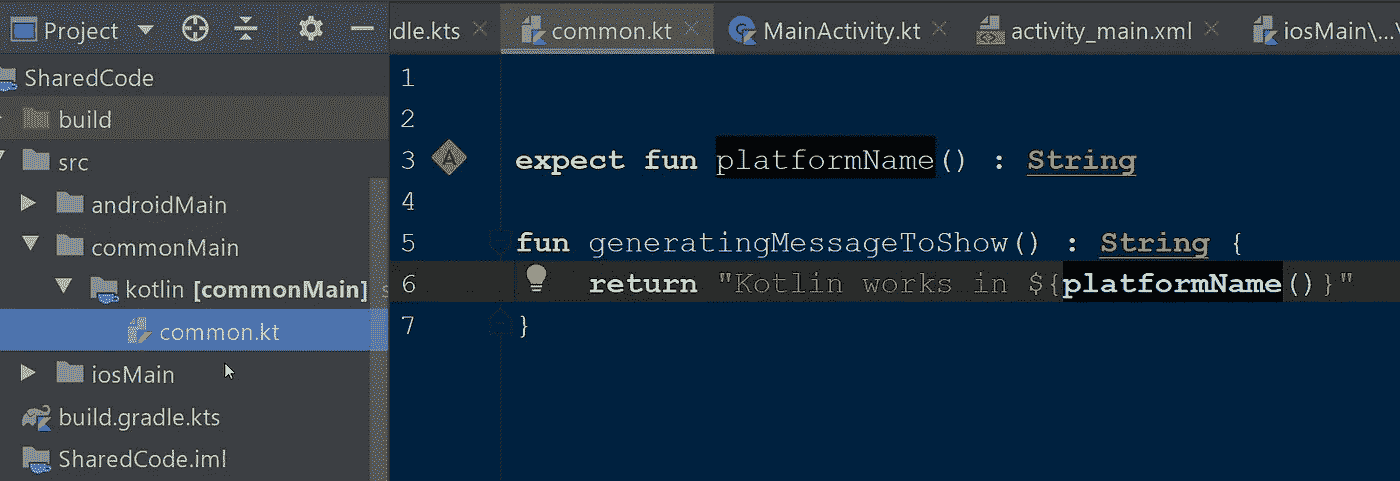 Project
dle.kts
common.kt
MainActivity.kt
activity_main.xml
iosMain\...\
SharedCode
build
src
androidMain
commonMain
kotlin [commonMain] s
common.kt
iosMain
build.gradle.kts
SharedCode.iml
1
2
3 expect fun platformName() : String
4
5 fun generatingMessageToShow() : String {
6 return "Kotlin works in ${platformName()}"
7 }